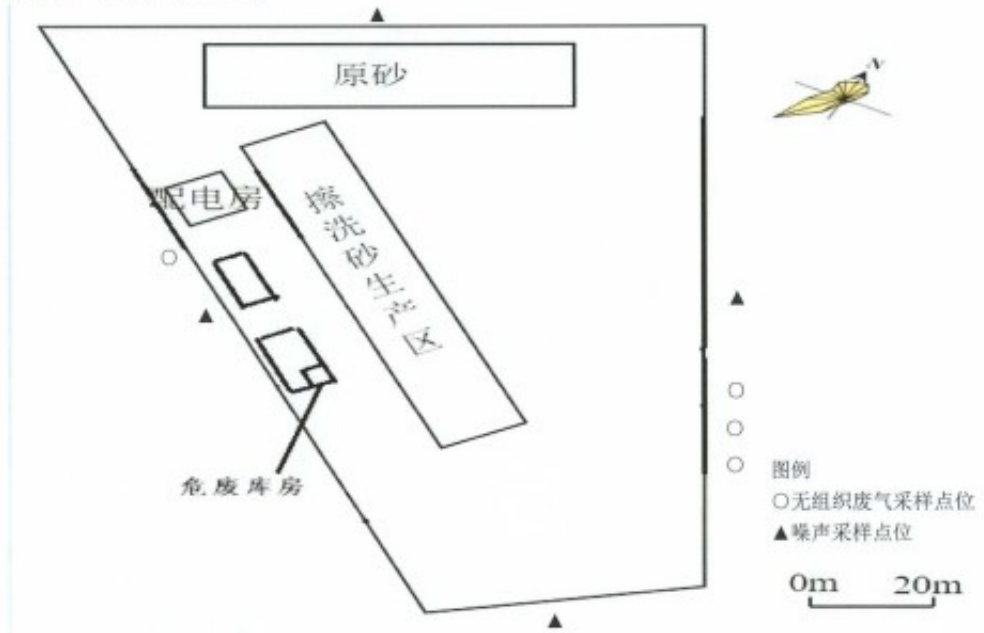 原砂
N
配电房
擦洗砂生产区
危废库房
图例
○无组织废气采样点位
▲噪声采样点位
0m 20m